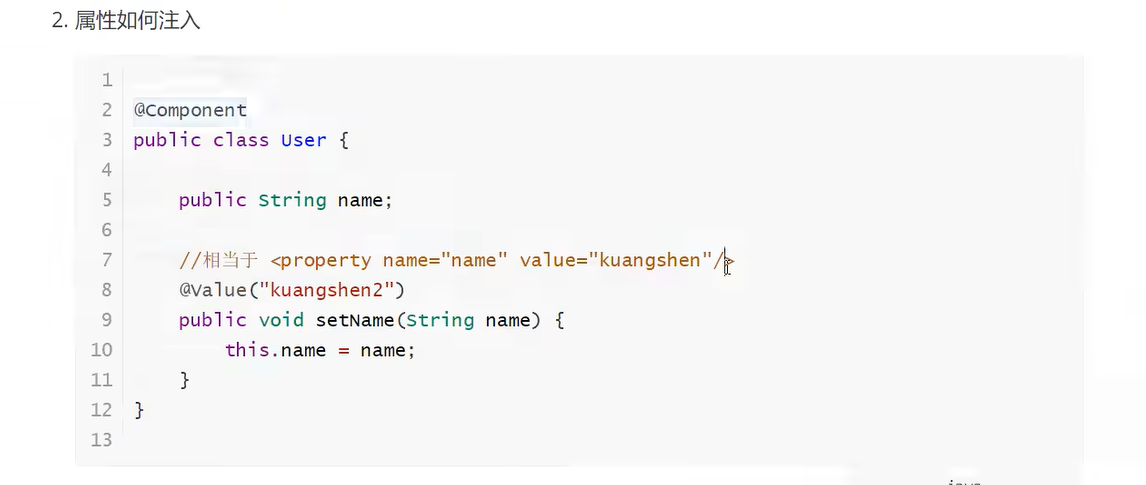 2. 属性如何注入
1
2 @Component
3 public class User {
4
5 public String name;
6
7 //相当于 <property name="name" value="kuangshen"/>
8 @Value("kuangshen2")
9 public void setName(String name) {
10 this.name = name;
11 }
12 }
13